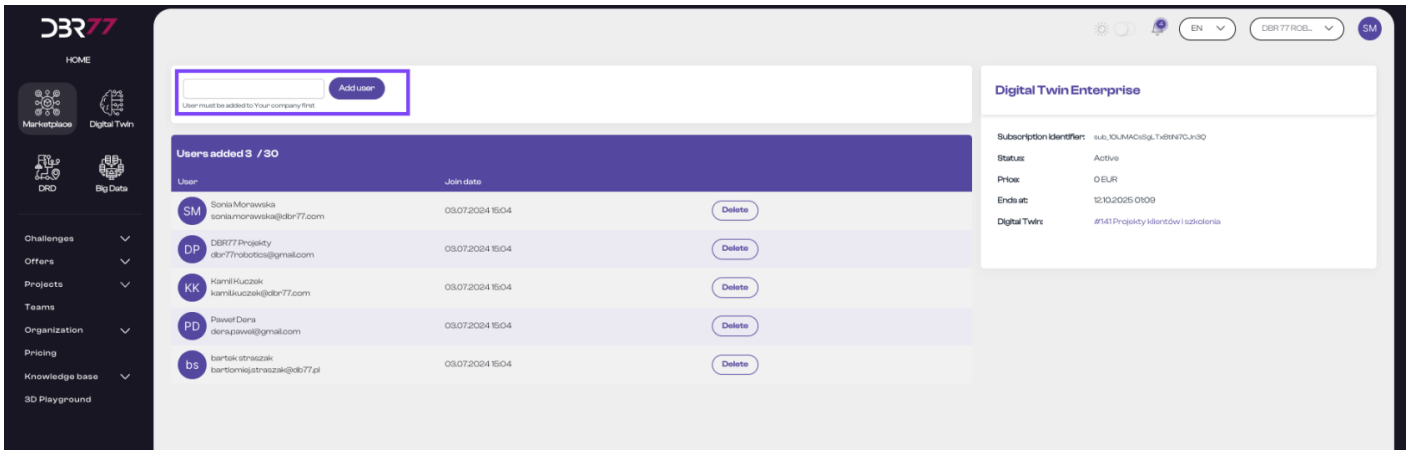 DBR77
HOME
Marketplace
Digital Twin
DRD
Big Data
Challenges
Offers
Projects
Teams
Organization
Pricing
Knowledge base
3D Playground
4
EN
DBR77 ROB...
SM
Add user
User must be added to Your company first
Users added 3 / 30
User Join date
SM Sonia Morawska 03.07.2024 15:04 Delete
sonia.morawska@dbr77.com
DP DBR77 Projekty 03.07.2024 15:04 Delete
dbr77robotics@gmail.com
KK Kamil Kuczek 03.07.2024 15:04 Delete
kamil.kuczek@dbr77.com
PD Paweł Dera 03.07.2024 15:04 Delete
dera.pawel@gmail.com
bs bartek straszak 03.07.2024 15:04 Delete
bartlomiej.straszak@db77.pl
Digital Twin Enterprise
Subscription identifier:
Status: Active
Price: 0 EUR
Ends at: 12.10.2025 01:09
Digital Twin: #141 Projekty klientów i szkolenia